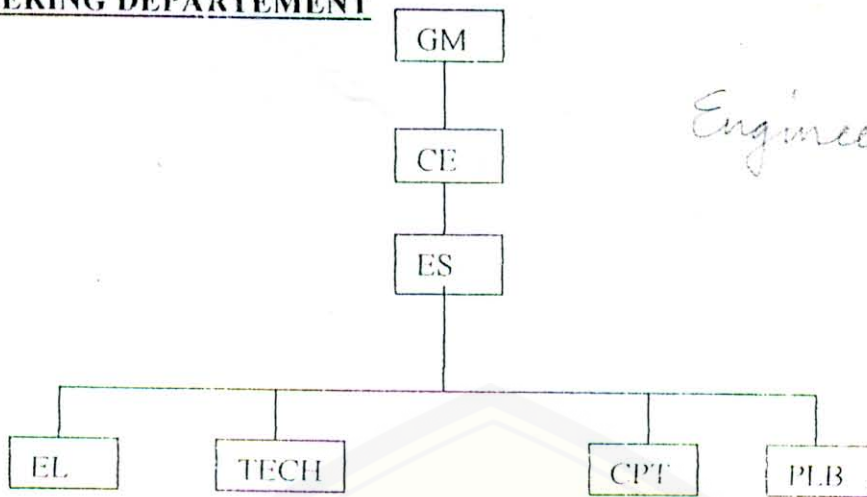 ERING DEPARTEMENT
GM
Enginee
CE
ES
EL TECH CPT PLB